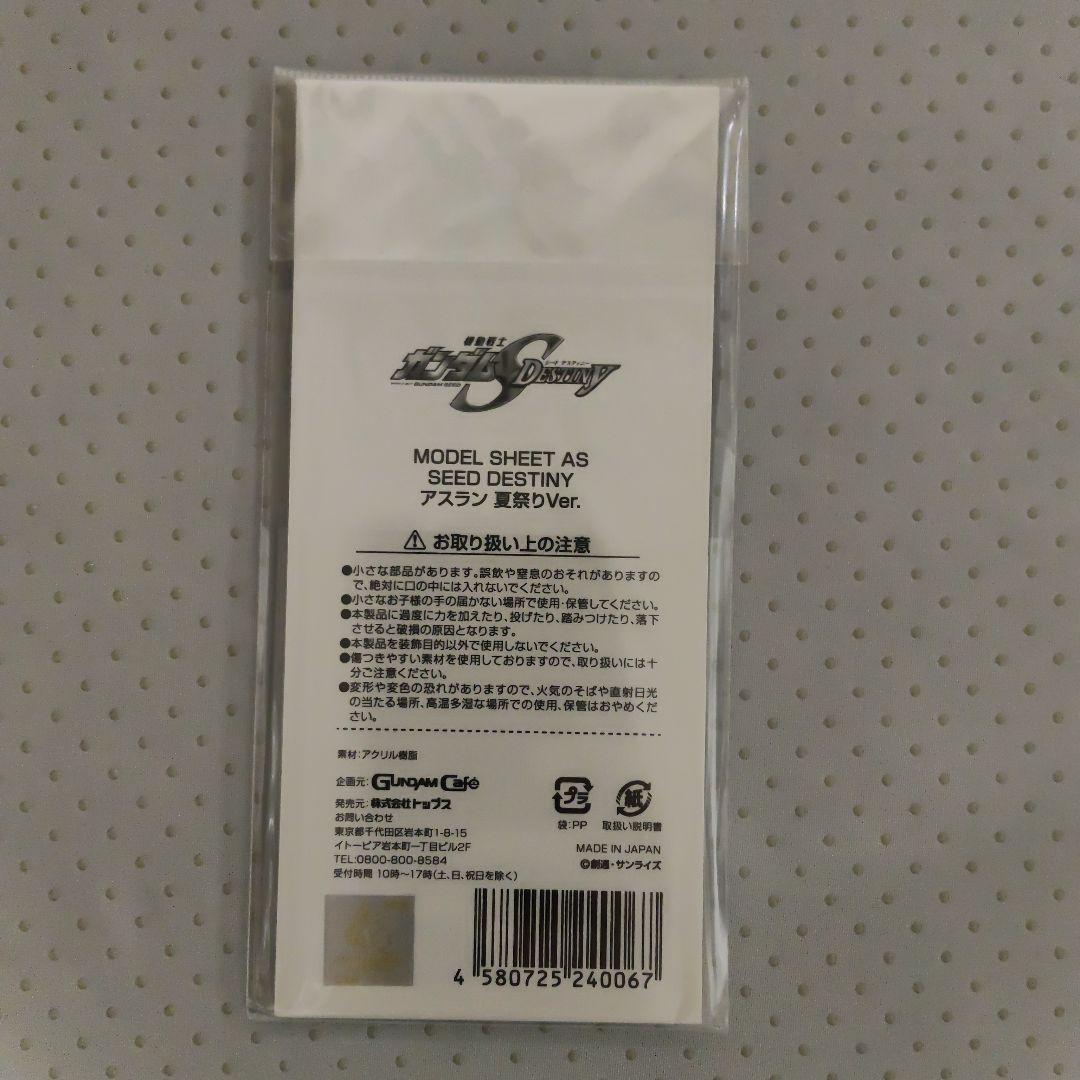 機動戦士
ガンダムSEED DESTINY
シード デスティニー
GUNDAM SEED
MODEL SHEET AS
SEED DESTINY
アスラン 夏祭りVer.
⚠ お取り扱い上の注意
●小さな部品があります。誤飲や窒息のおそれがありますの
で、絶対に口の中には入れないでください。
●小さなお子様の手の届かない場所で使用・保管してください。
●本製品に過度に力を加えたり、投げたり、踏みつけたり、落下
させると破損の原因となります。
●本製品を装飾目的以外で使用しないでください。
●傷つきやすい素材を使用しておりますので、取り扱いには十
分ご注意ください。
●変形や変色の恐れがありますので、火気のそばや直射日光
の当たる場所、高温多湿な場所での使用、保管はおやめくだ
さい。
素材:アクリル樹脂
企画元: GUNDAM Café
発売元: 株式会社トップス
お問い合わせ
東京都千代田区岩本町1-8-15
イトーピア岩本町一丁目ビル2F
TEL:0800-800-8584
受付時間 10時〜17時(土、日、祝日を除く)
プラ
袋:PP
紙
取扱い説明書
MADE IN JAPAN
©創通・サンライズ
4 580725 240067